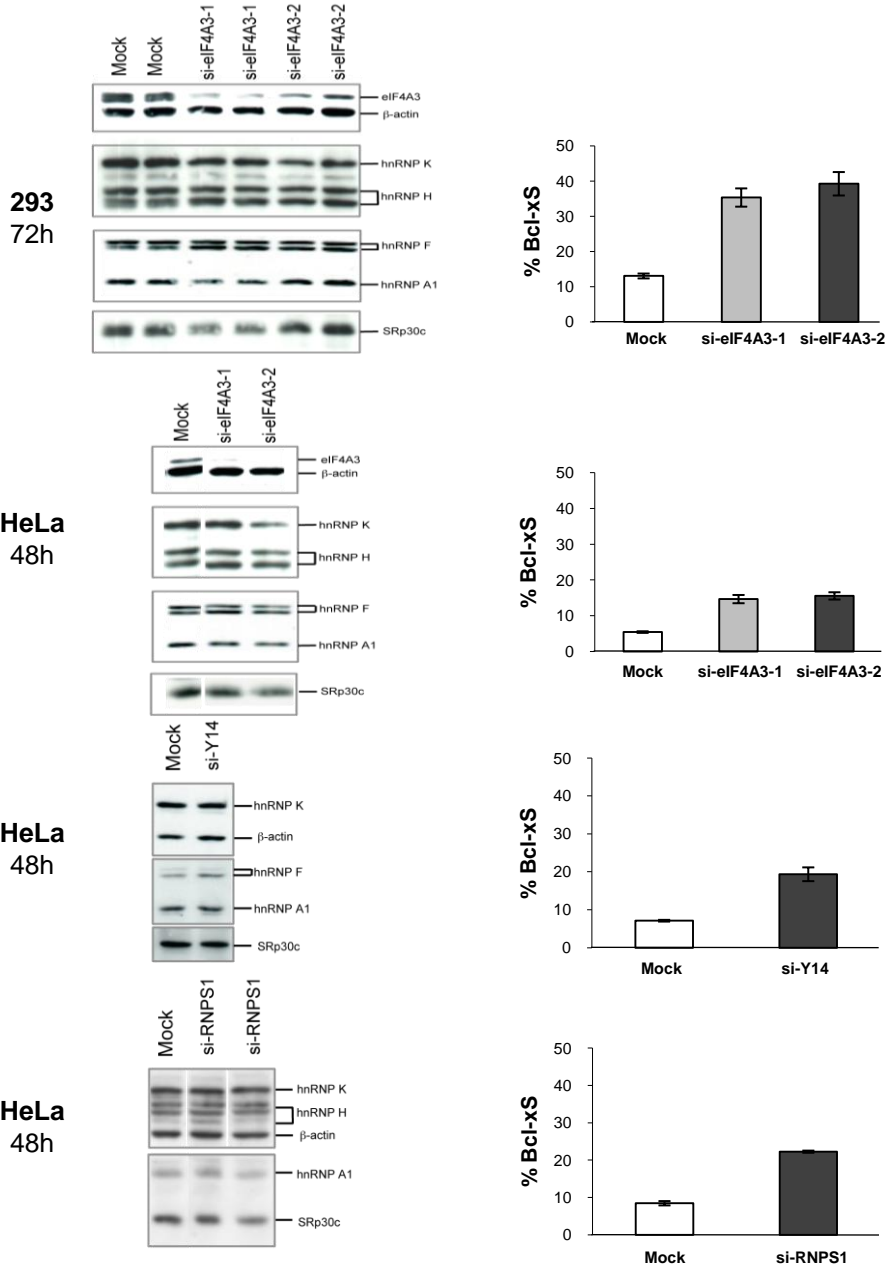 Mock
Mock
si-eIF4A3-1
si-eIF4A3-1
si-eIF4A3-2
si-eIF4A3-2
eIF4A3
β-actin
hnRNP K
hnRNP H
293
72h
hnRNP F
hnRNP A1
SRp30c
% Bcl-xS
50
40
30
20
10
0
Mock si-eIF4A3-1 si-eIF4A3-2
Mock
si-eIF4A3-1
si-eIF4A3-2
eIF4A3
β-actin
HeLa
48h
hnRNP K
hnRNP H
hnRNP F
hnRNP A1
SRp30c
% Bcl-xS
50
40
30
20
10
0
Mock si-eIF4A3-1 si-eIF4A3-2
Mock
si-Y14
hnRNP K
β-actin
HeLa
48h
hnRNP F
hnRNP A1
SRp30c
% Bcl-xS
50
40
30
20
10
0
Mock si-Y14
Mock
si-RNPS1
si-RNPS1
hnRNP K
hnRNP H
β-actin
HeLa
48h
hnRNP A1
SRp30c
% Bcl-xS
50
40
30
20
10
0
Mock si-RNPS1